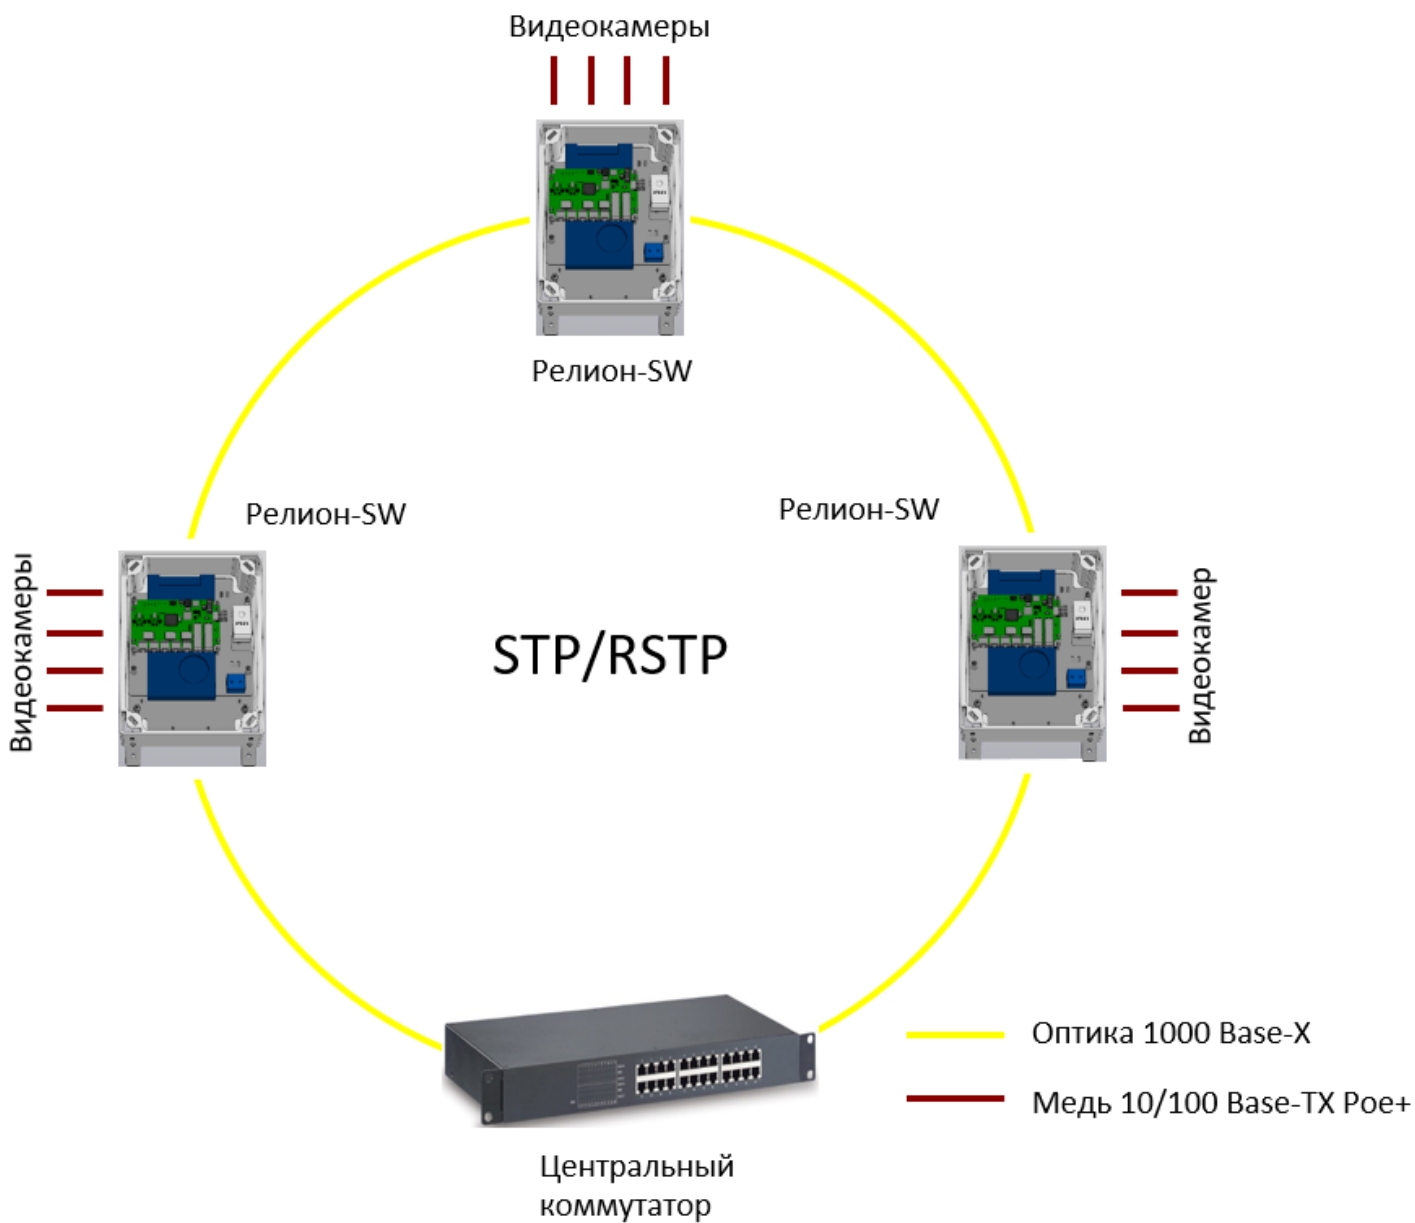 Видеокамеры
Релион-SW
Релион-SW
Релион-SW
Видеокамеры
STP/RSTP
Видеокамер
Оптика 1000 Base-X
Медь 10/100 Base-TX Poe+
Центральный
коммутатор